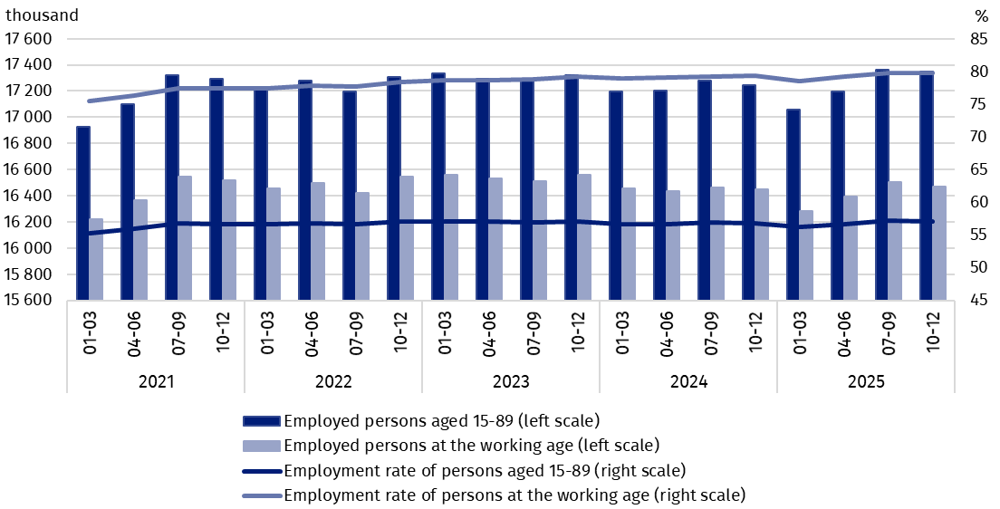 thousand %
17 600 85
17 400 80
17 200 75
17 000 70
16 800 65
16 600 60
16 400 55
16 200 50
16 000 45
15 800
15 600
01-03 04-06 07-09 10-12 01-03 04-06 07-09 10-12 01-03 04-06 07-09 10-12 01-03 04-06 07-09 10-12 01-03 04-06 07-09 10-12
2021 2022 2023 2024 2025
Employed persons aged 15-89 (left scale)
Employed persons at the working age (left scale)
Employment rate of persons aged 15-89 (right scale)
Employment rate of persons at the working age (right scale)